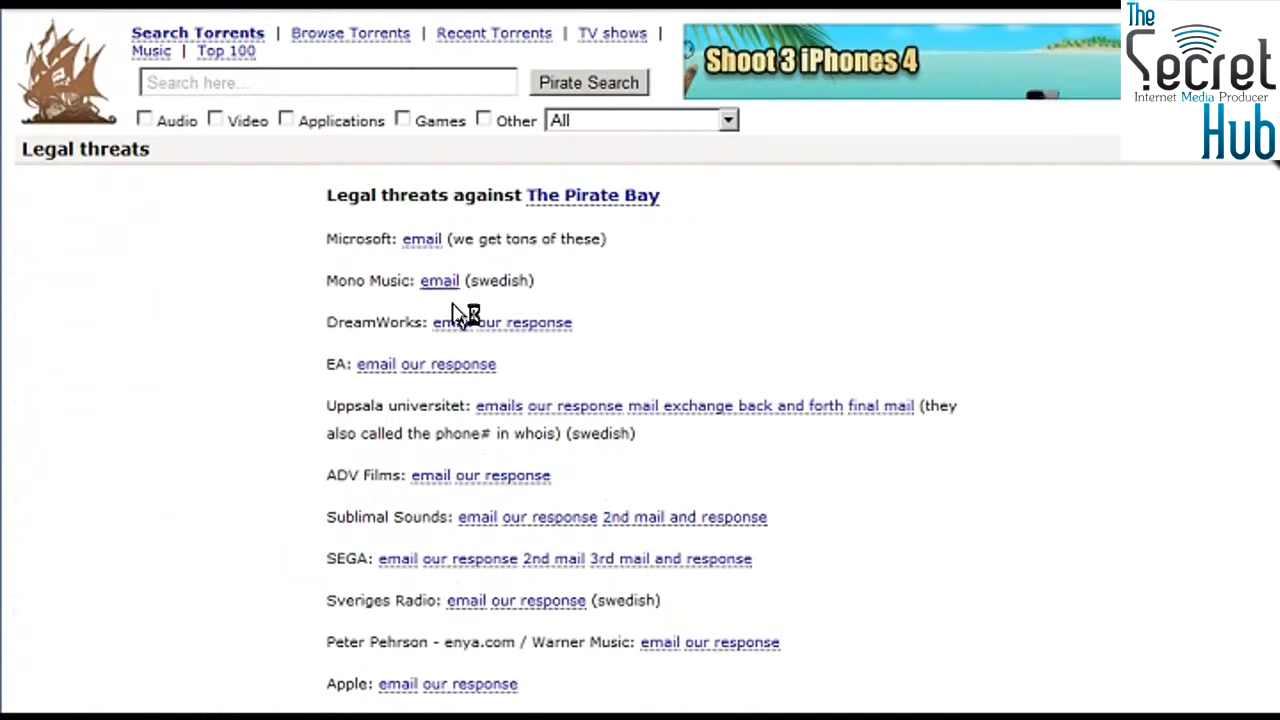 Search Torrents | Browse Torrents | Recent Torrents | TV shows |
Music | Top 100
Search here...
Pirate Search
Audio Video Applications Games Other All
Shoot 3 iPhones 4
The
Secret
Internet Media Producer
Hub
Legal threats
Legal threats against The Pirate Bay
Microsoft: email (we get tons of these)
Mono Music: email (swedish)
DreamWorks: email our response
EA: email our response
Uppsala universitet: emails our response mail exchange back and forth final mail (they
also called the phone# in whois) (swedish)
ADV Films: email our response
Sublimal Sounds: email our response 2nd mail and response
SEGA: email our response 2nd mail 3rd mail and response
Sveriges Radio: email our response (swedish)
Peter Pehrson - enya.com / Warner Music: email our response
Apple: email our response